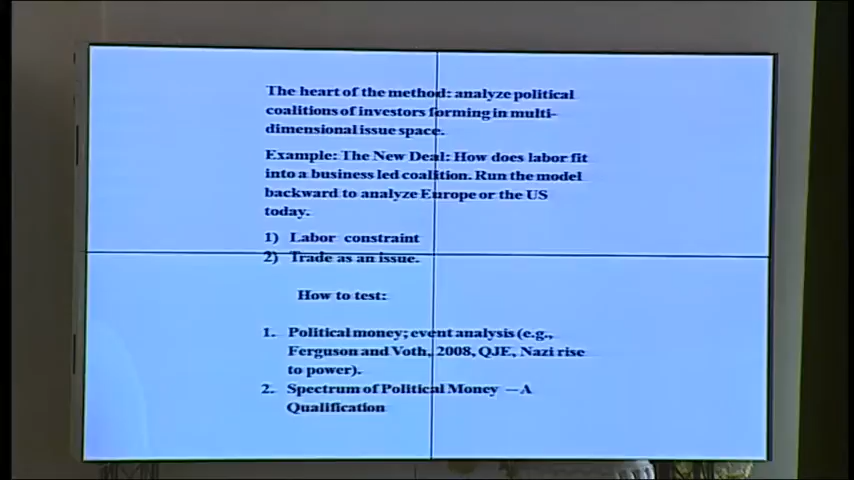 The heart of the method: analyze political
coalitions of investors forming in multi-
dimensional issue space.
Example: The New Deal: How does labor fit
into a business led coalition. Run the model
backward to analyze Europe or the US
today.
1) Labor constraint
2) Trade as an issue.
How to test:
1. Political money; event analysis (e.g.,
Ferguson and Voth, 2008, QJE, Nazi rise
to power).
2. Spectrum of Political Money —A
Qualification